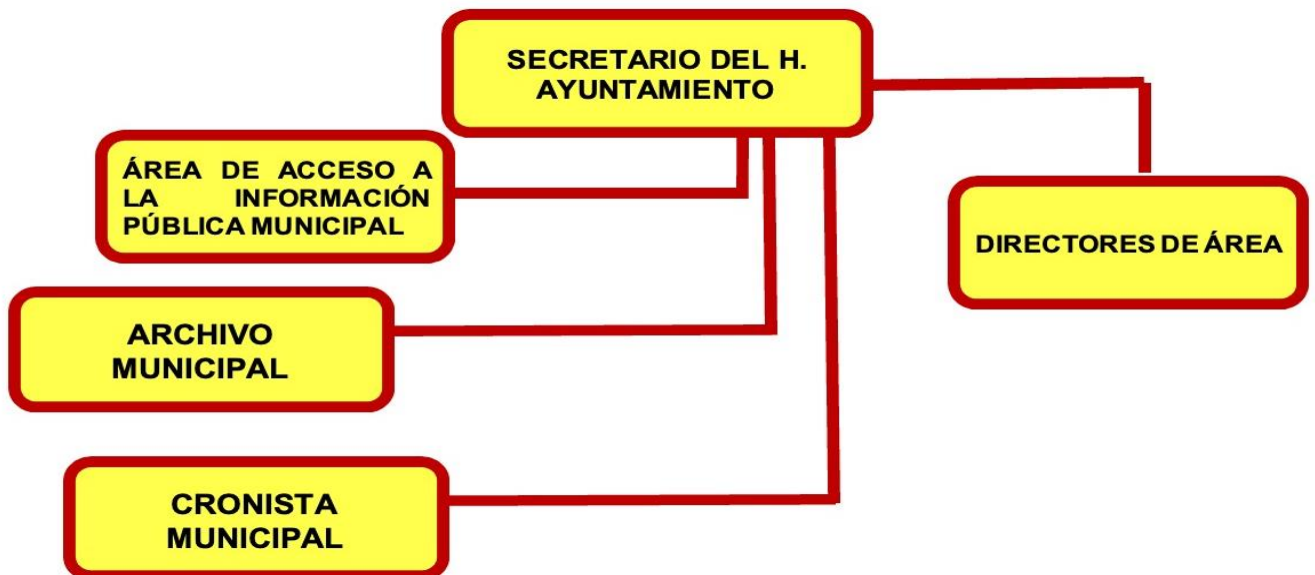 SECRETARIO DEL H.
AYUNTAMIENTO
ÁREA DE ACCESO A
LA INFORMACIÓN
PÚBLICA MUNICIPAL
DIRECTORES DE ÁREA
ARCHIVO
MUNICIPAL
CRONISTA
MUNICIPAL